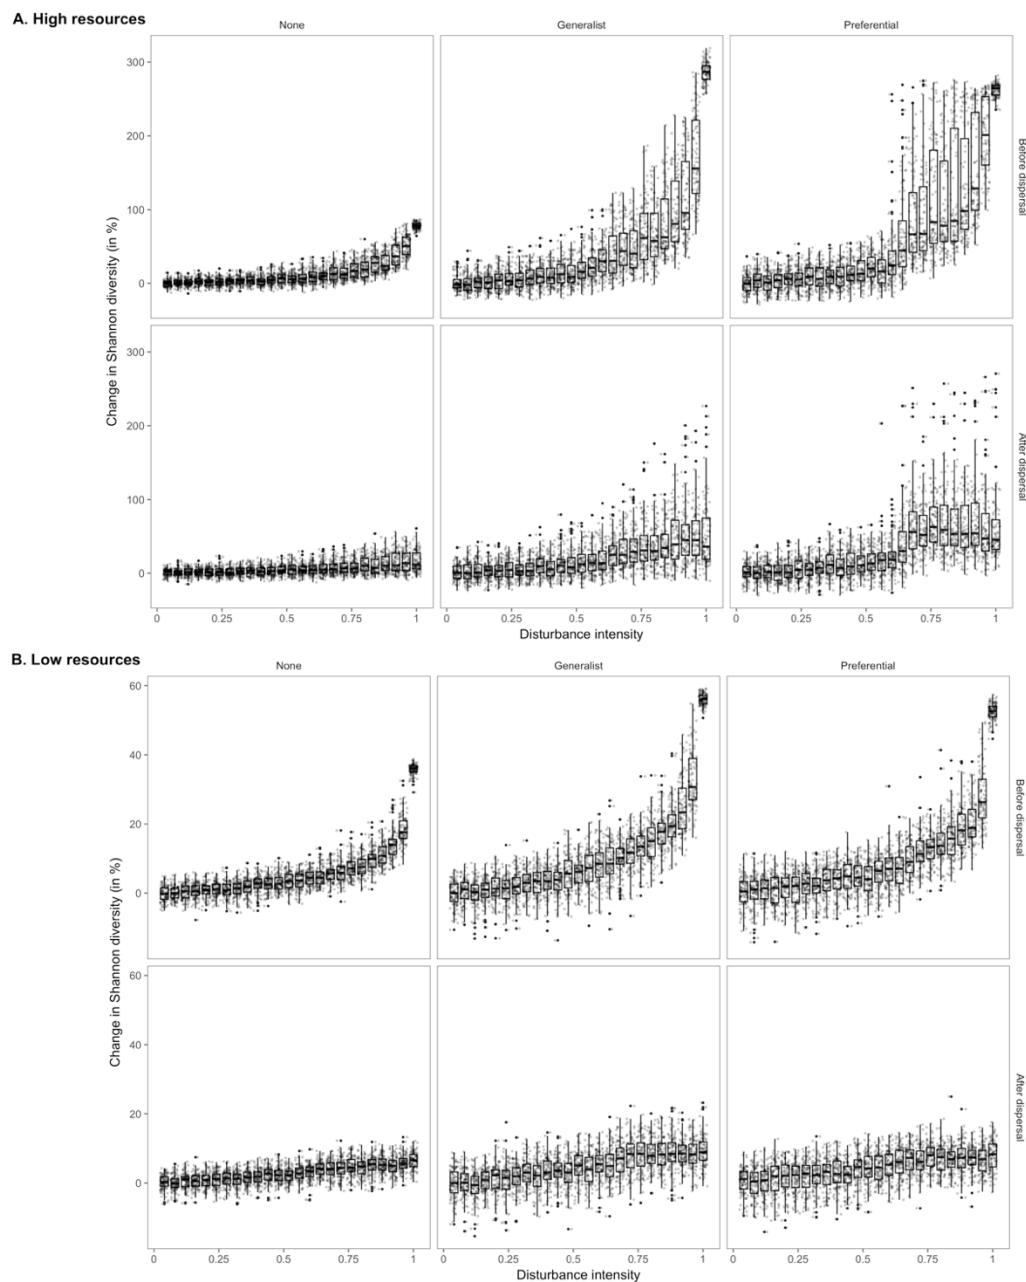 A. High resources
None Generalist Preferential
300
200
100
0
Before dispersal
Change in Shannon diversity (in %)
300
200
100
0
After dispersal
0 0.25 0.5 0.75 1 0 0.25 0.5 0.75 1 0 0.25 0.5 0.75 1
Disturbance intensity
B. Low resources
None Generalist Preferential
60
40
20
0
Before dispersal
Change in Shannon diversity (in %)
60
40
20
0
After dispersal
0 0.25 0.5 0.75 1 0 0.25 0.5 0.75 1 0 0.25 0.5 0.75 1
Disturbance intensity